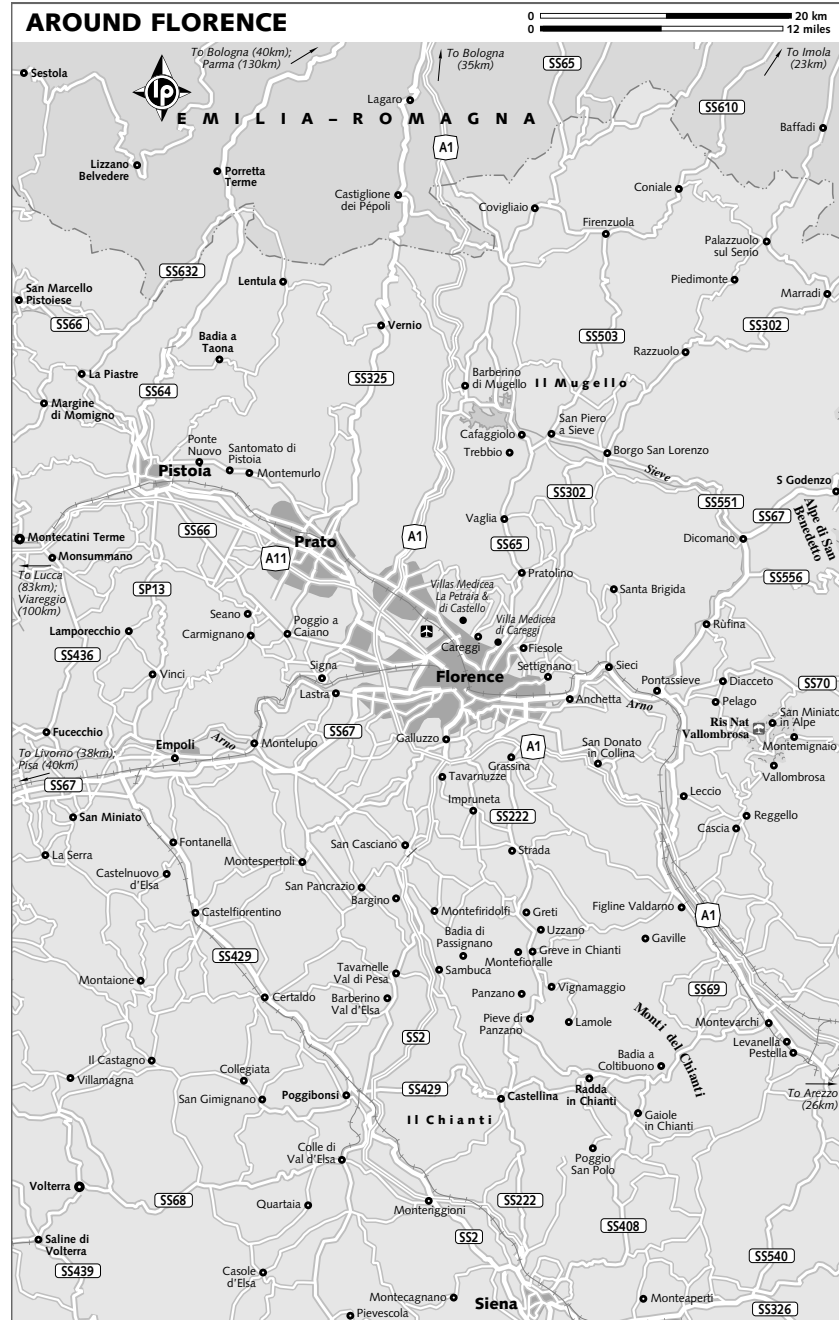 AROUND FLORENCE
0 20 km
0 12 miles
To Bologna (40km);
Parma (130km)
To Bologna
(35km)
To Imola
(23km)
SS65
Sestola
lp
Lagaro
SS610
EMILIA–ROMAGNA
Baffadi
A1
Lizzano
Belvedere
Porretta
Terme
Castiglione
dei Pépoli
Covigliaio
Coniale
Firenzuola
Palazzuolo
sul Senio
SS632
San Marcello
Pistoiese
Lentula
Piedimonte
Marradi
SS66
Vernio
SS302
Badia a
Taona
SS503
Razzuolo
La Piastre
SS64
SS325
Barberino
di Mugello
Il Mugello
Margine
di Momigno
San Piero
a Sieve
Cafaggiolo
Ponte
Nuovo
Santomato di
Pistoia
Trebbio
Borgo San Lorenzo
Pistoia
Montemurlo
Sieve
S Godenzo
SS302
SS551
SS67
Alpe di San
Benedetto
Vaglia
SS66
Montecatini Terme
Prato
A1
SS65
Dicomano
A11
Monsummano
To Lucca
(83km);
Viareggio
(100km)
Pratolino
SS556
SP13
Villas Medicea
La Petraia &
di Castello
Santa Brigida
Seano
Poggio a
Caiano
Villa Medicea
di Careggi
Rùfina
Lamporecchio
Carmignano
Careggi
Fiesole
SS436
Signa
Settignano
Sieci
Vinci
Florence
Pontassieve
Diacceto
SS70
Lastra
Anchetta
Arno
Pelago
San Miniato
in Alpe
Ris Nat
Vallombrosa
Fucecchio
SS67
Arno
Montelupo
Galluzzo
A1
San Donato
in Collina
Montemignaio
Empoli
To Livorno (38km);
Pisa (40km)
Grassina
Vallombrosa
SS67
Tavarnuzze
Impruneta
Leccio
San Miniato
SS222
Reggello
Cascia
Fontanella
San Casciano
Strada
La Serra
Montespertoli
Castelnuovo
d'Elsa
San Pancrazio
Bargino
Figline Valdarno
Castelfiorentino
Montefiridolfi
Greti
A1
Badia di
Passignano
Uzzano
Gaville
SS429
Greve in Chianti
Montefioralle
Tavarnelle
Val di Pesa
Sambuca
Montaione
Vignamaggio
SS69
Certaldo
Barberino
Val d'Elsa
Panzano
Pieve di
Panzano
Lamole
Monti del Chianti
Montevarchi
SS2
Levanella
Pestella
Il Castagno
Badia a
Coltibuono
Villamagna
Collegiata
SS429
Radda
in Chianti
To Arezzo
(26km)
San Gimignano
Poggibonsi
Castellina
Il Chianti
Gaiole
in Chianti
Colle di
Val d'Elsa
Poggio
San Polo
Volterra
SS68
Quartaia
Monteriggioni
SS222
SS408
Saline di
Volterra
SS2
SS540
SS439
Casole
d'Elsa
Montecagnano
Siena
Monteaperti
SS326
Pievescola